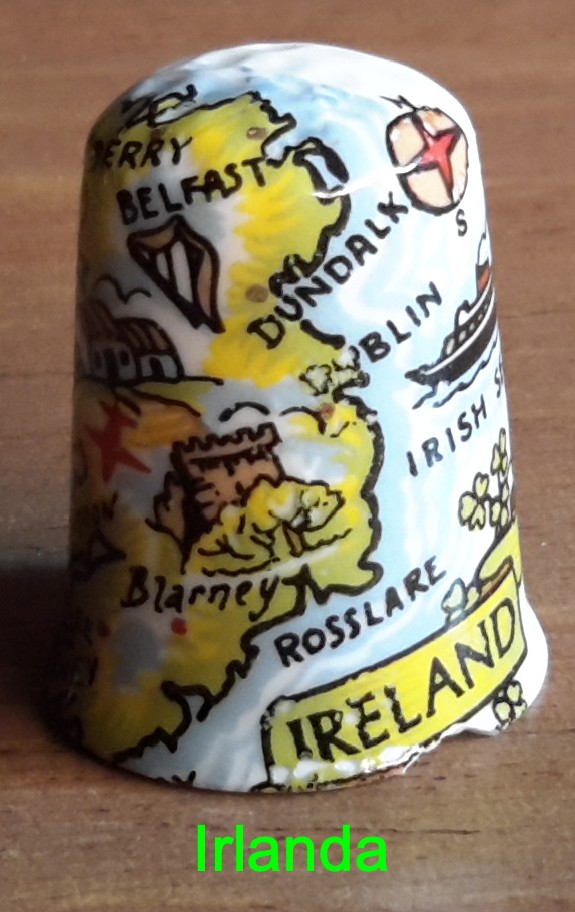 DERRY
BELFAST
DUNDALK
S
DUBLIN
IRISH S
Blarney
ROSSLARE
IRELAND
Irlanda